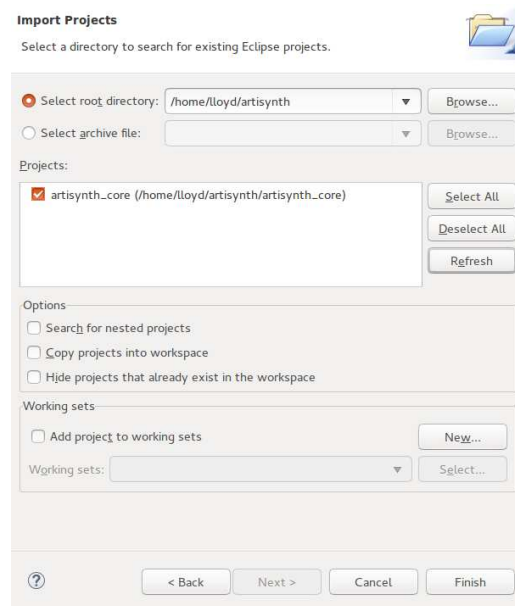 Import Projects
Select a directory to search for existing Eclipse projects.
Select root directory: /home/lloyd/artisynth Browse...
Select archive file: Browse...
Projects:
artisynth_core (/home/lloyd/artisynth/artisynth_core)
Select All
Deselect All
Refresh
Options
Search for nested projects
Copy projects into workspace
Hide projects that already exist in the workspace
Working sets
Add project to working sets New...
Working sets: Select...
? < Back Next > Cancel Finish